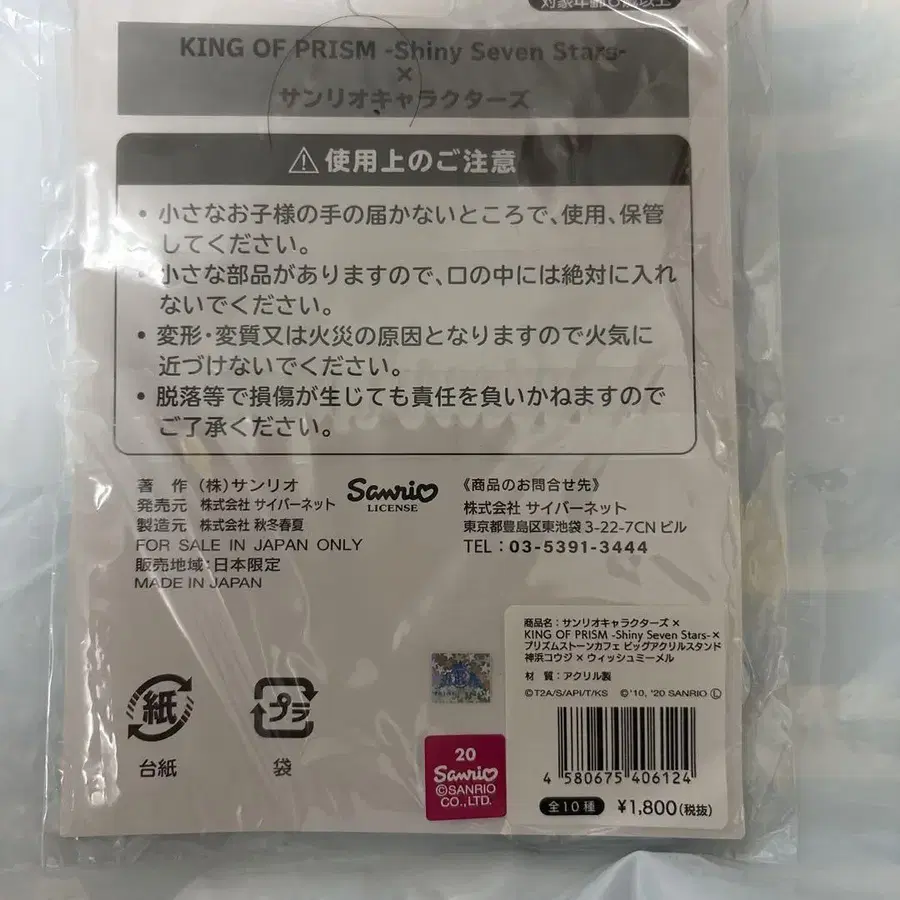 対象年齢6歳以上
KING OF PRISM -Shiny Seven Stars-
×
サンリオキャラクターズ
⚠使用上のご注意
・小さなお子様の手の届かないところで、使用、保管
してください。
・小さな部品がありますので、口の中には絶対に入れ
ないでください。
・変形・変質又は火災の原因となりますので火気に
近づけないでください。
・脱落等で損傷が生じても責任を負いかねますので
ご了承ください。
著 作 (株)サンリオ
発売元 株式会社 サイバーネット
製造元 株式会社 秋冬春夏
FOR SALE IN JAPAN ONLY
販売地域:日本限定
MADE IN JAPAN
Sanrio
LICENSE
《商品のお問合せ先》
株式会社 サイバーネット
東京都豊島区東池袋3-22-7CNビル
TEL:03-5391-3444
紙
台紙
プラ
袋
20
Sanrio
©SANRIO
CO.,LTD.
商品名:サンリオキャラクターズ×
KING OF PRISM -Shiny Seven Stars-×
プリズムストーンカフェ ビッグアクリルスタンド
神浜コウジ×ウィッシュミーメル
材 質:アクリル製
©T2A/S/API/T/KS ©'10, '20 SANRIO Ⓛ
4 580675 406124
全10種 ¥1,800(税抜)